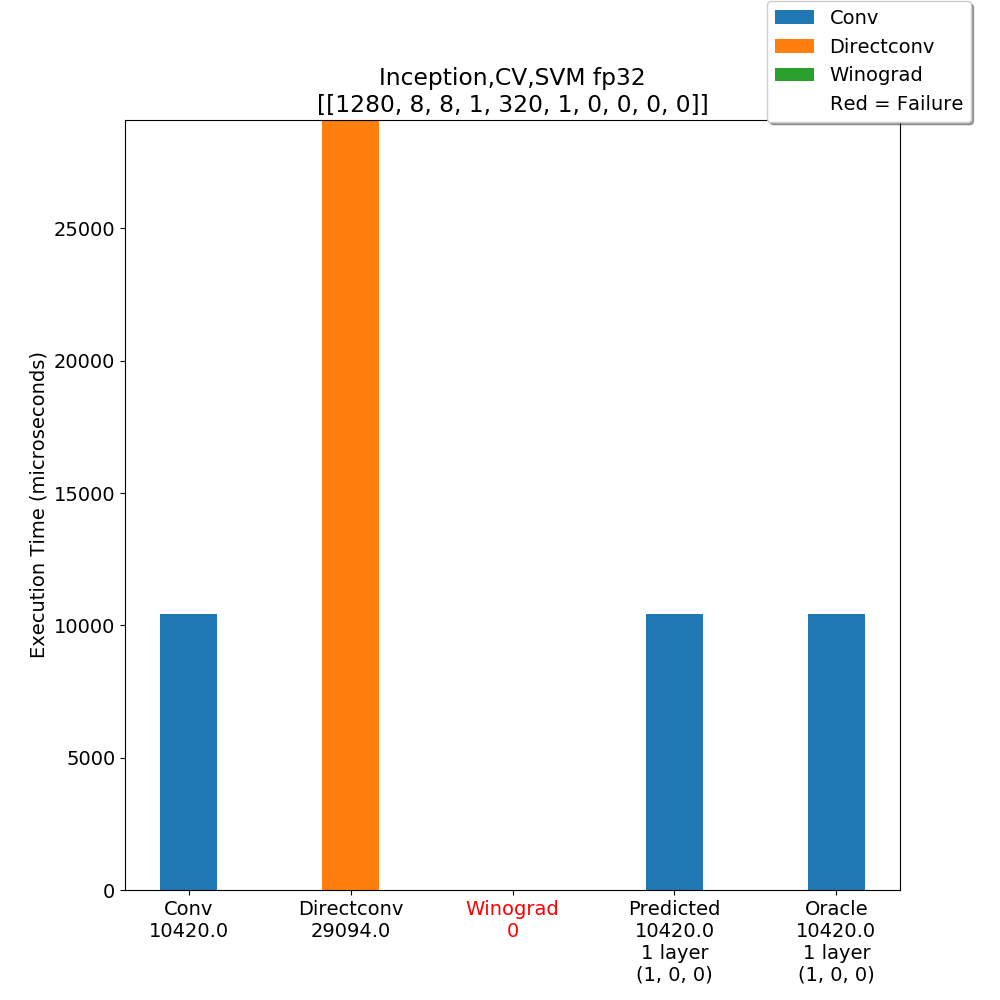 Conv
Directconv
Winograd
Red = Failure
Inception,CV,SVM fp32
[[1280, 8, 8, 1, 320, 1, 0, 0, 0, 0]]
Execution Time (microseconds)
25000
20000
15000
10000
5000
0
Conv
10420.0
Directconv
29094.0
Winograd
0
Predicted
10420.0
1 layer
(1, 0, 0)
Oracle
10420.0
1 layer
(1, 0, 0)